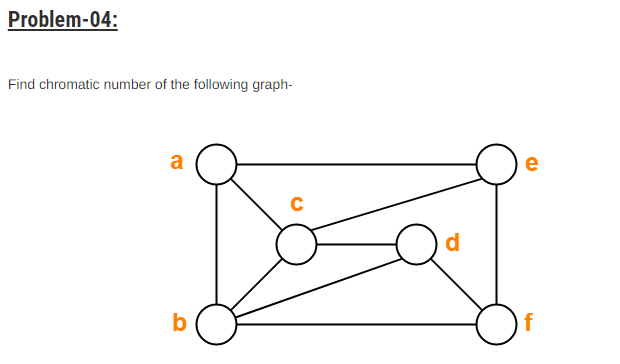 Problem-04:
Find chromatic number of the following graph-
a
e
c
d
b
f